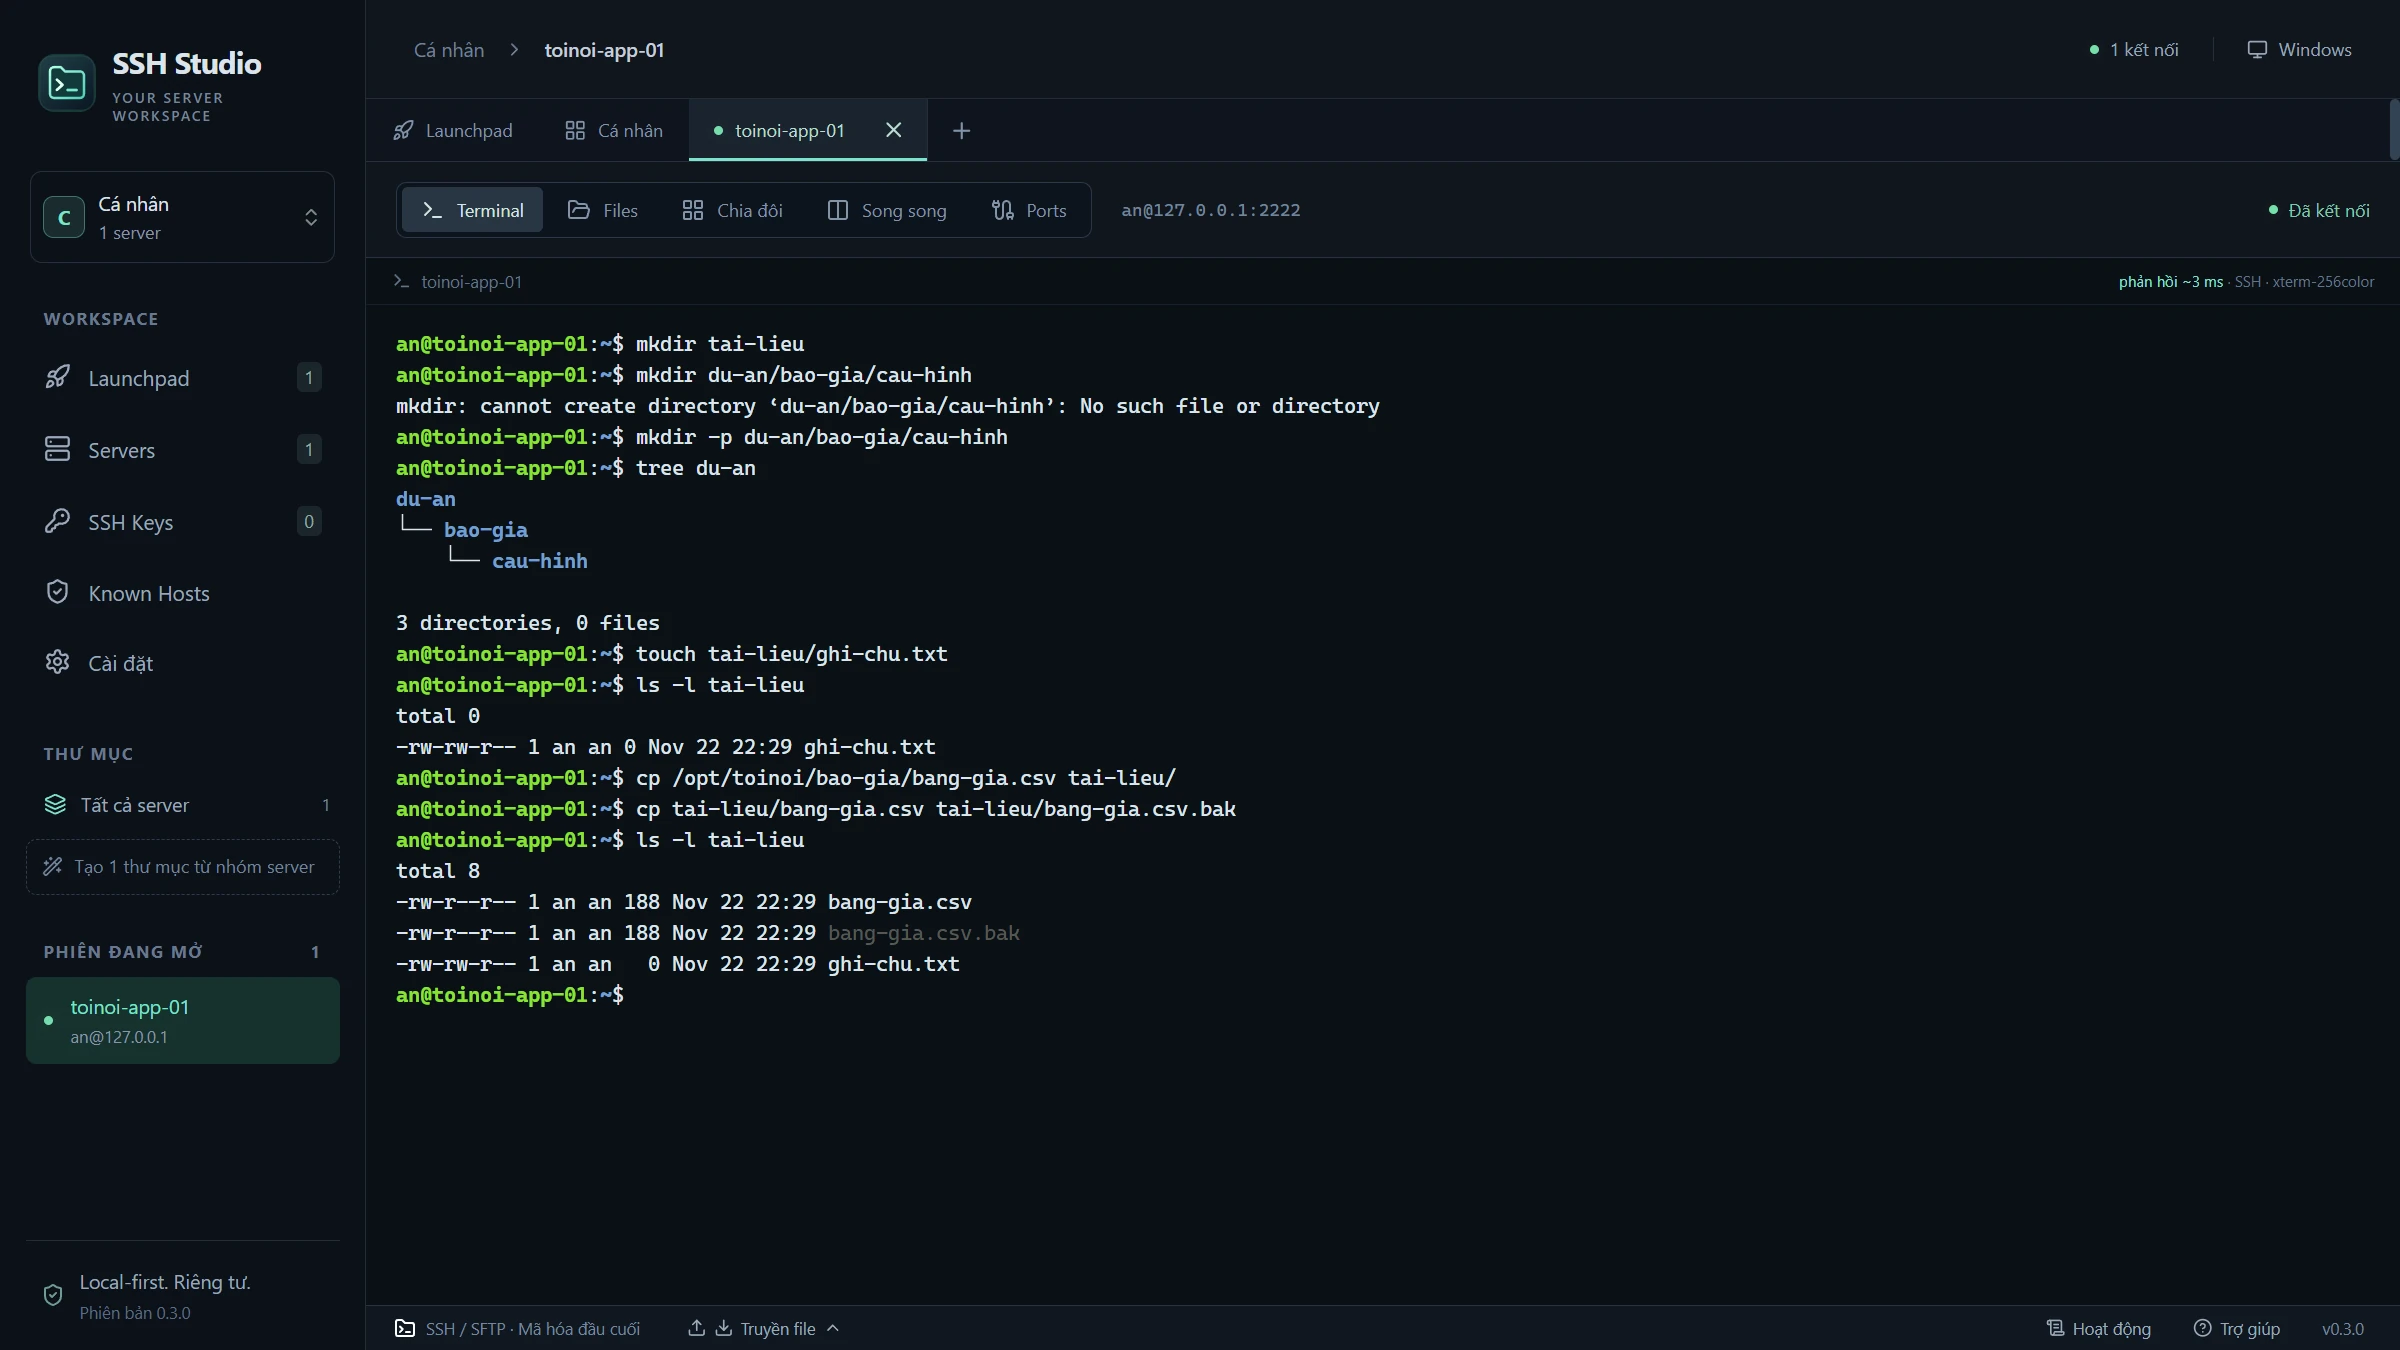 SSH Studio
YOUR SERVER
WORKSPACE
C
Cá nhân
1 server
WORKSPACE
Launchpad 1
Servers 1
SSH Keys 0
Known Hosts
Cài đặt
THƯ MỤC
Tất cả server 1
Tạo 1 thư mục từ nhóm server
PHIÊN ĐANG MỞ 1
toinoi-app-01
an@127.0.0.1
Local-first. Riêng tư.
Phiên bản 0.3.0
Cá nhân > toinoi-app-01
1 kết nối
Windows
Launchpad
Cá nhân
toinoi-app-01
Terminal
Files
Chia đôi
Song song
Ports
an@127.0.0.1:2222
Đã kết nối
toinoi-app-01
phản hồi ~3 ms · SSH · xterm-256color
an@toinoi-app-01:~$ mkdir tai-lieu
an@toinoi-app-01:~$ mkdir du-an/bao-gia/cau-hinh
mkdir: cannot create directory ‘du-an/bao-gia/cau-hinh’: No such file or directory
an@toinoi-app-01:~$ mkdir -p du-an/bao-gia/cau-hinh
an@toinoi-app-01:~$ tree du-an
du-an
└── bao-gia
    └── cau-hinh
3 directories, 0 files
an@toinoi-app-01:~$ touch tai-lieu/ghi-chu.txt
an@toinoi-app-01:~$ ls -l tai-lieu
total 0
-rw-rw-r-- 1 an an 0 Nov 22 22:29 ghi-chu.txt
an@toinoi-app-01:~$ cp /opt/toinoi/bao-gia/bang-gia.csv tai-lieu/
an@toinoi-app-01:~$ cp tai-lieu/bang-gia.csv tai-lieu/bang-gia.csv.bak
an@toinoi-app-01:~$ ls -l tai-lieu
total 8
-rw-r--r-- 1 an an 188 Nov 22 22:29 bang-gia.csv
-rw-r--r-- 1 an an 188 Nov 22 22:29 bang-gia.csv.bak
-rw-rw-r-- 1 an an   0 Nov 22 22:29 ghi-chu.txt
an@toinoi-app-01:~$
SSH / SFTP · Mã hóa đầu cuối
Truyền file
Hoạt động
Trợ giúp
v0.3.0